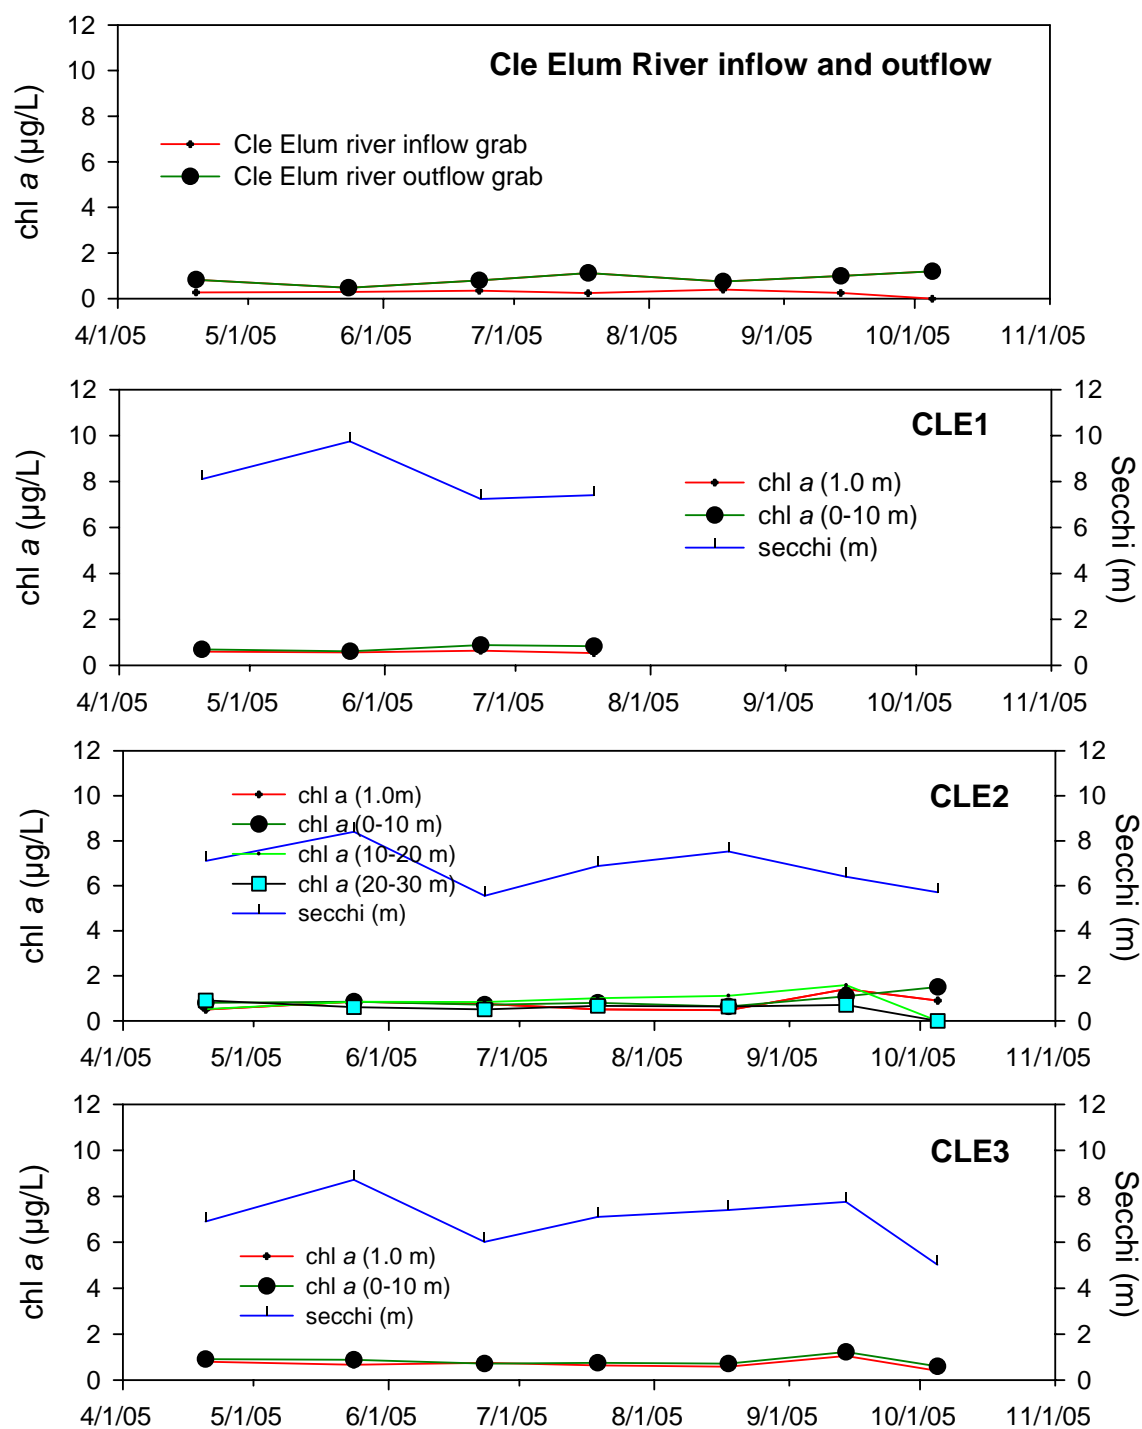 Cle Elum River inflow and outflow
chl a (µg/L)
12
10
8
6
4
2
0
Cle Elum river inflow grab
Cle Elum river outflow grab
4/1/05 5/1/05 6/1/05 7/1/05 8/1/05 9/1/05 10/1/05 11/1/05
CLE1
chl a (µg/L)
12
10
8
6
4
2
0
chl a (1.0 m)
chl a (0-10 m)
secchi (m)
12
10
8
6
4
2
0
Secchi (m)
4/1/05 5/1/05 6/1/05 7/1/05 8/1/05 9/1/05 10/1/05 11/1/05
CLE2
chl a (µg/L)
12
10
8
6
4
2
0
chl a (1.0m)
chl a (0-10 m)
chl a (10-20 m)
chl a (20-30 m)
secchi (m)
12
10
8
6
4
2
0
Secchi (m)
4/1/05 5/1/05 6/1/05 7/1/05 8/1/05 9/1/05 10/1/05 11/1/05
CLE3
chl a (µg/L)
12
10
8
6
4
2
0
chl a (1.0 m)
chl a (0-10 m)
secchi (m)
12
10
8
6
4
2
0
Secchi (m)
4/1/05 5/1/05 6/1/05 7/1/05 8/1/05 9/1/05 10/1/05 11/1/05